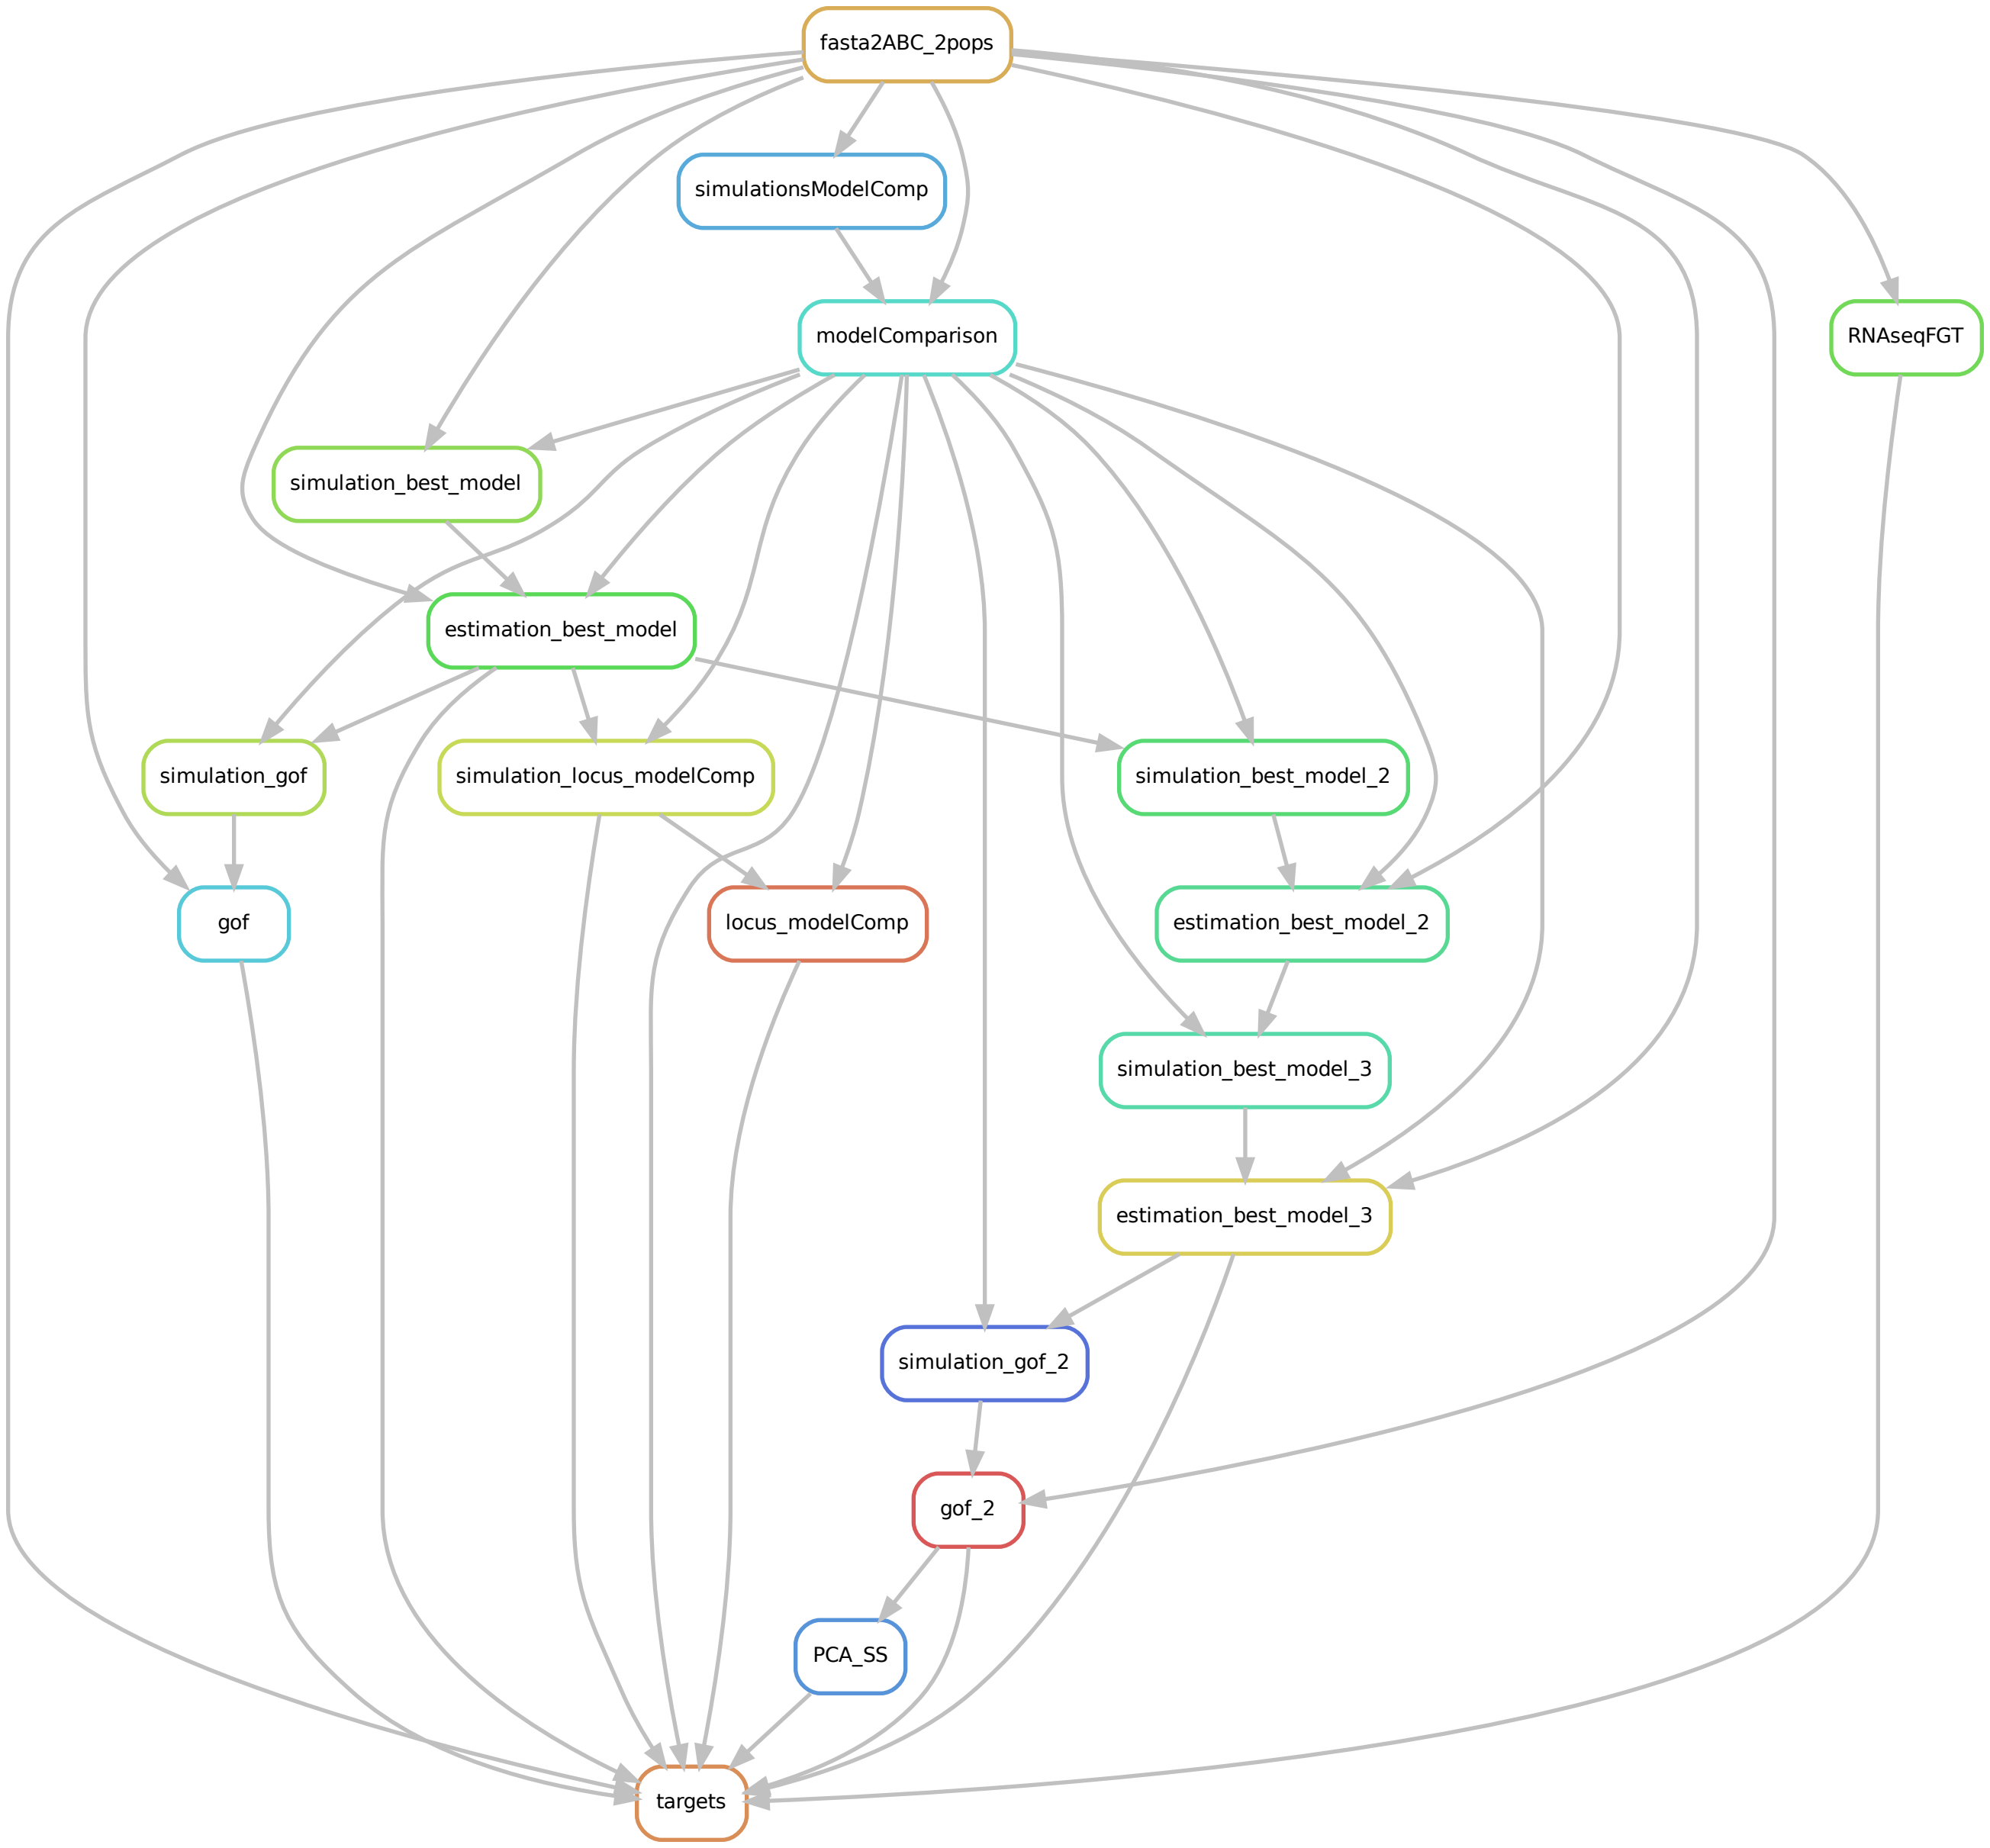 fasta2ABC_2pops
simulationsModelComp
modelComparison
RNAseqFGT
simulation_best_model
estimation_best_model
simulation_gof
simulation_locus_modelComp
simulation_best_model_2
gof
locus_modelComp
estimation_best_model_2
simulation_best_model_3
estimation_best_model_3
simulation_gof_2
gof_2
PCA_SS
targets